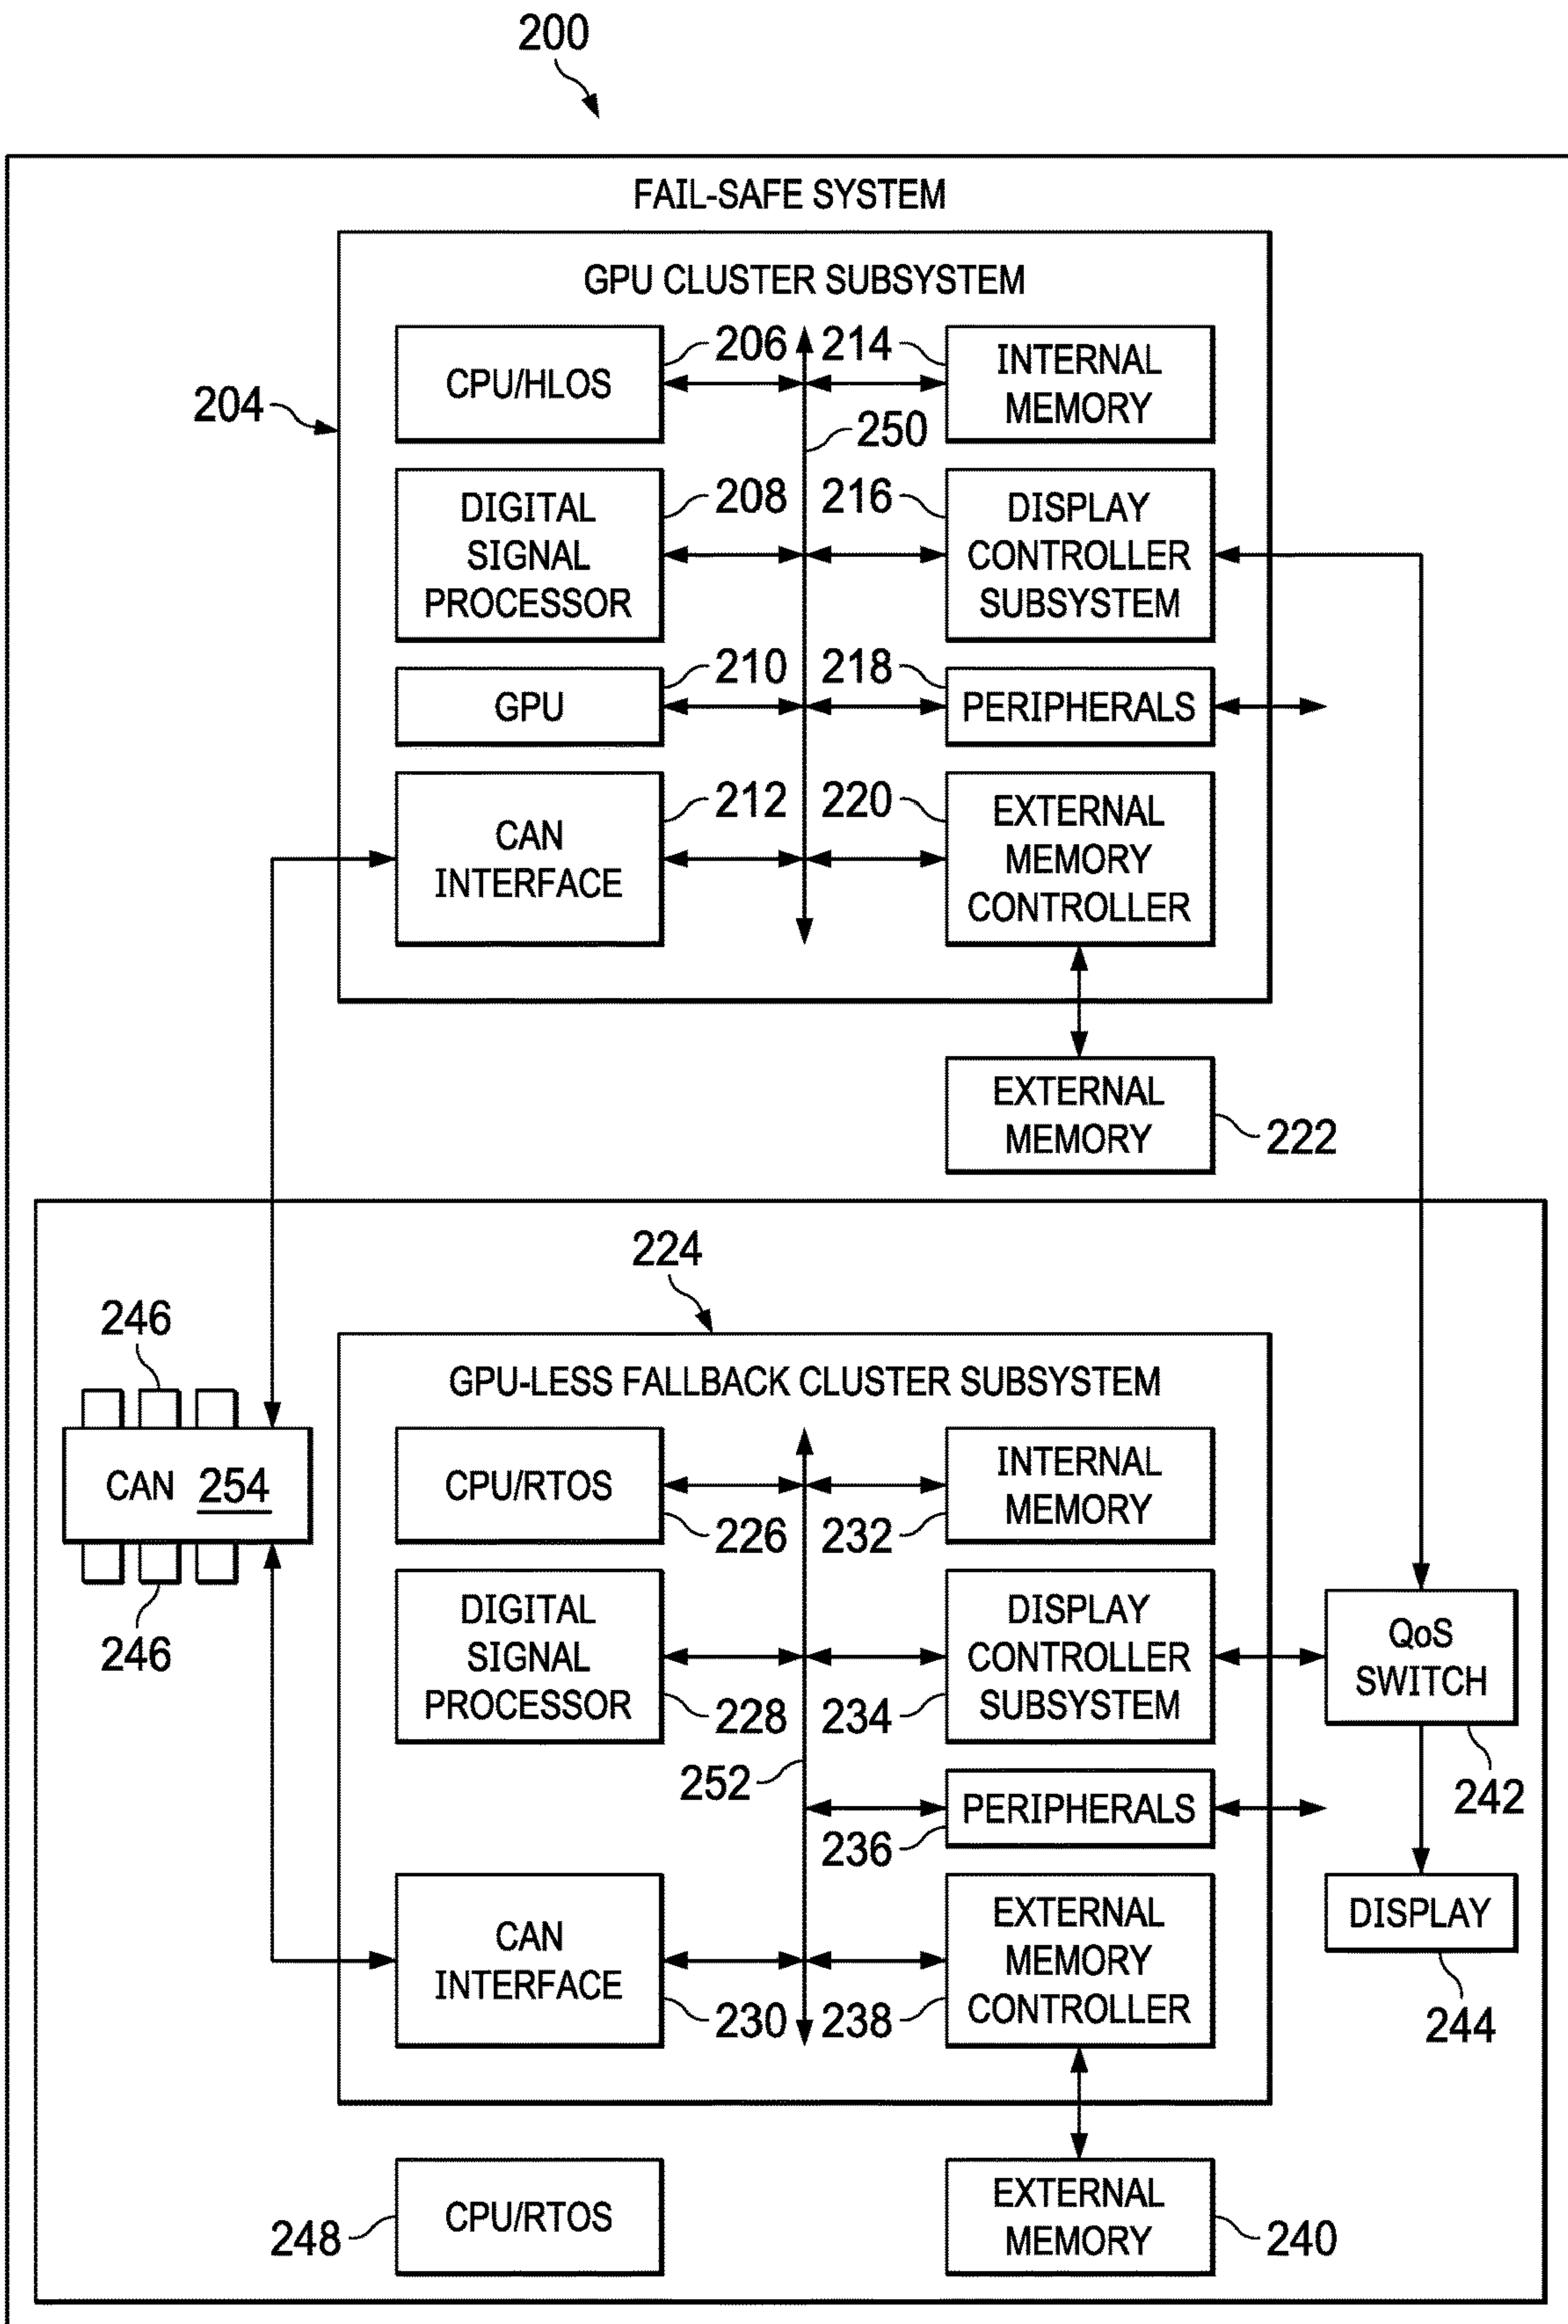 200
FAIL-SAFE SYSTEM
GPU CLUSTER SUBSYSTEM
204
CPU/HLOS
206
214
INTERNAL
MEMORY
250
DIGITAL
SIGNAL
PROCESSOR
208
216
DISPLAY
CONTROLLER
SUBSYSTEM
GPU
210
218
PERIPHERALS
CAN
INTERFACE
212
220
EXTERNAL
MEMORY
CONTROLLER
EXTERNAL
MEMORY
222
224
246
CAN 254
246
GPU-LESS FALLBACK CLUSTER SUBSYSTEM
CPU/RTOS
226
232
INTERNAL
MEMORY
DIGITAL
SIGNAL
PROCESSOR
228
234
DISPLAY
CONTROLLER
SUBSYSTEM
QoS
SWITCH
242
252
PERIPHERALS
236
DISPLAY
244
CAN
INTERFACE
230
238
EXTERNAL
MEMORY
CONTROLLER
248
CPU/RTOS
EXTERNAL
MEMORY
240